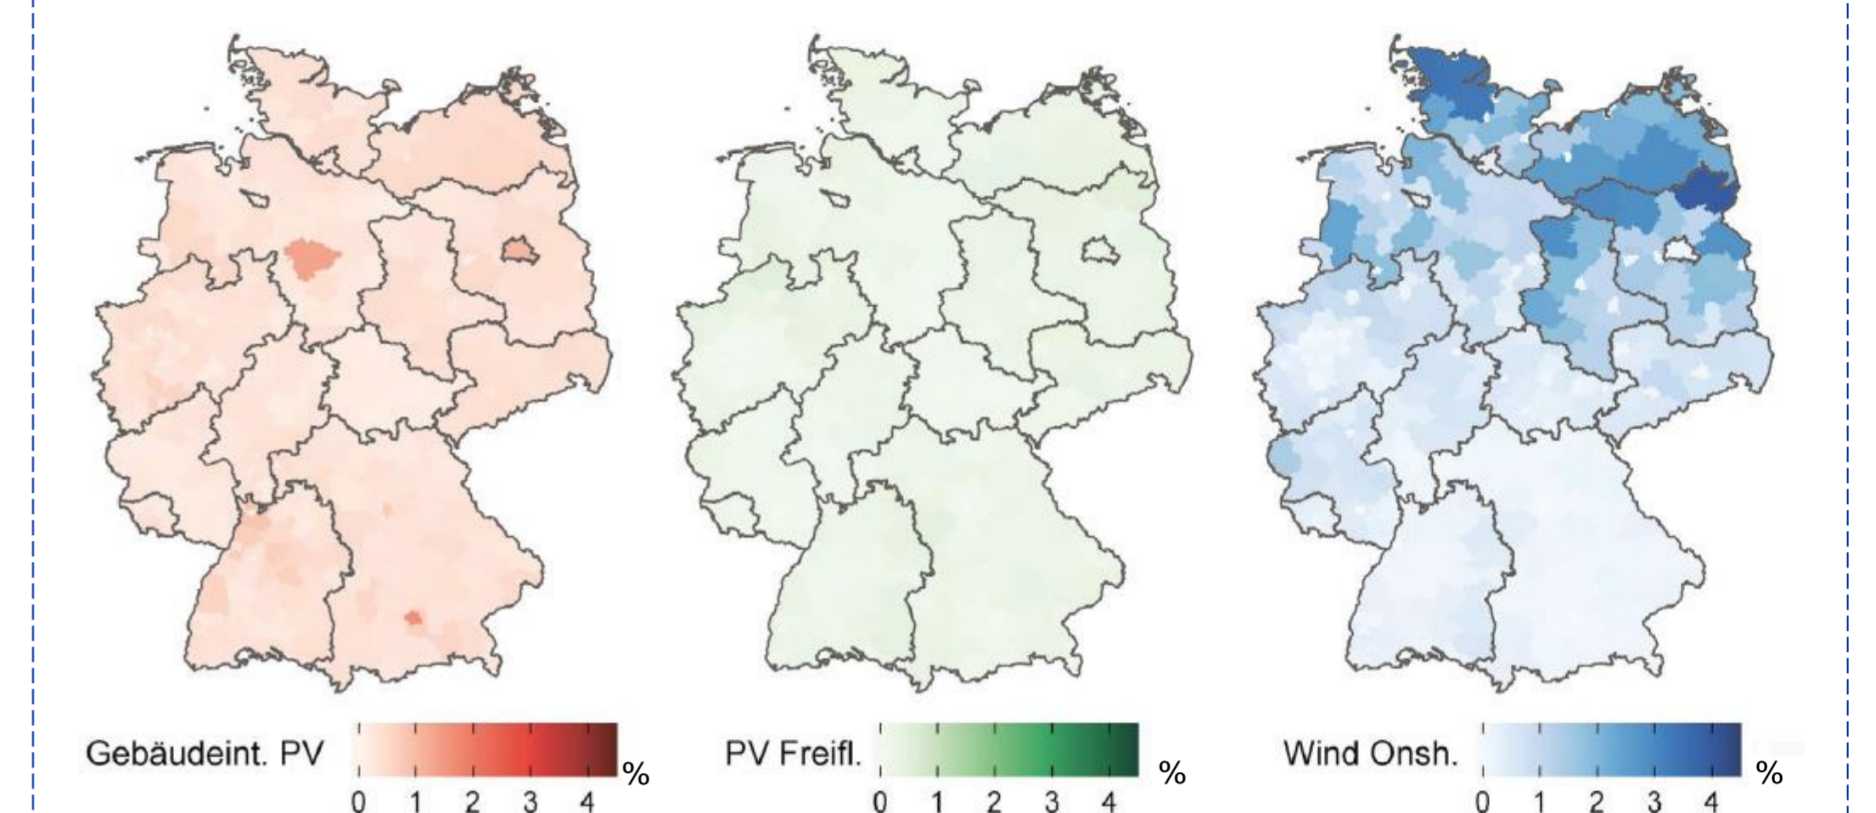 Gebäudeint. PV %
0 1 2 3 4
PV Freifl. %
0 1 2 3 4
Wind Onsh. %
0 1 2 3 4